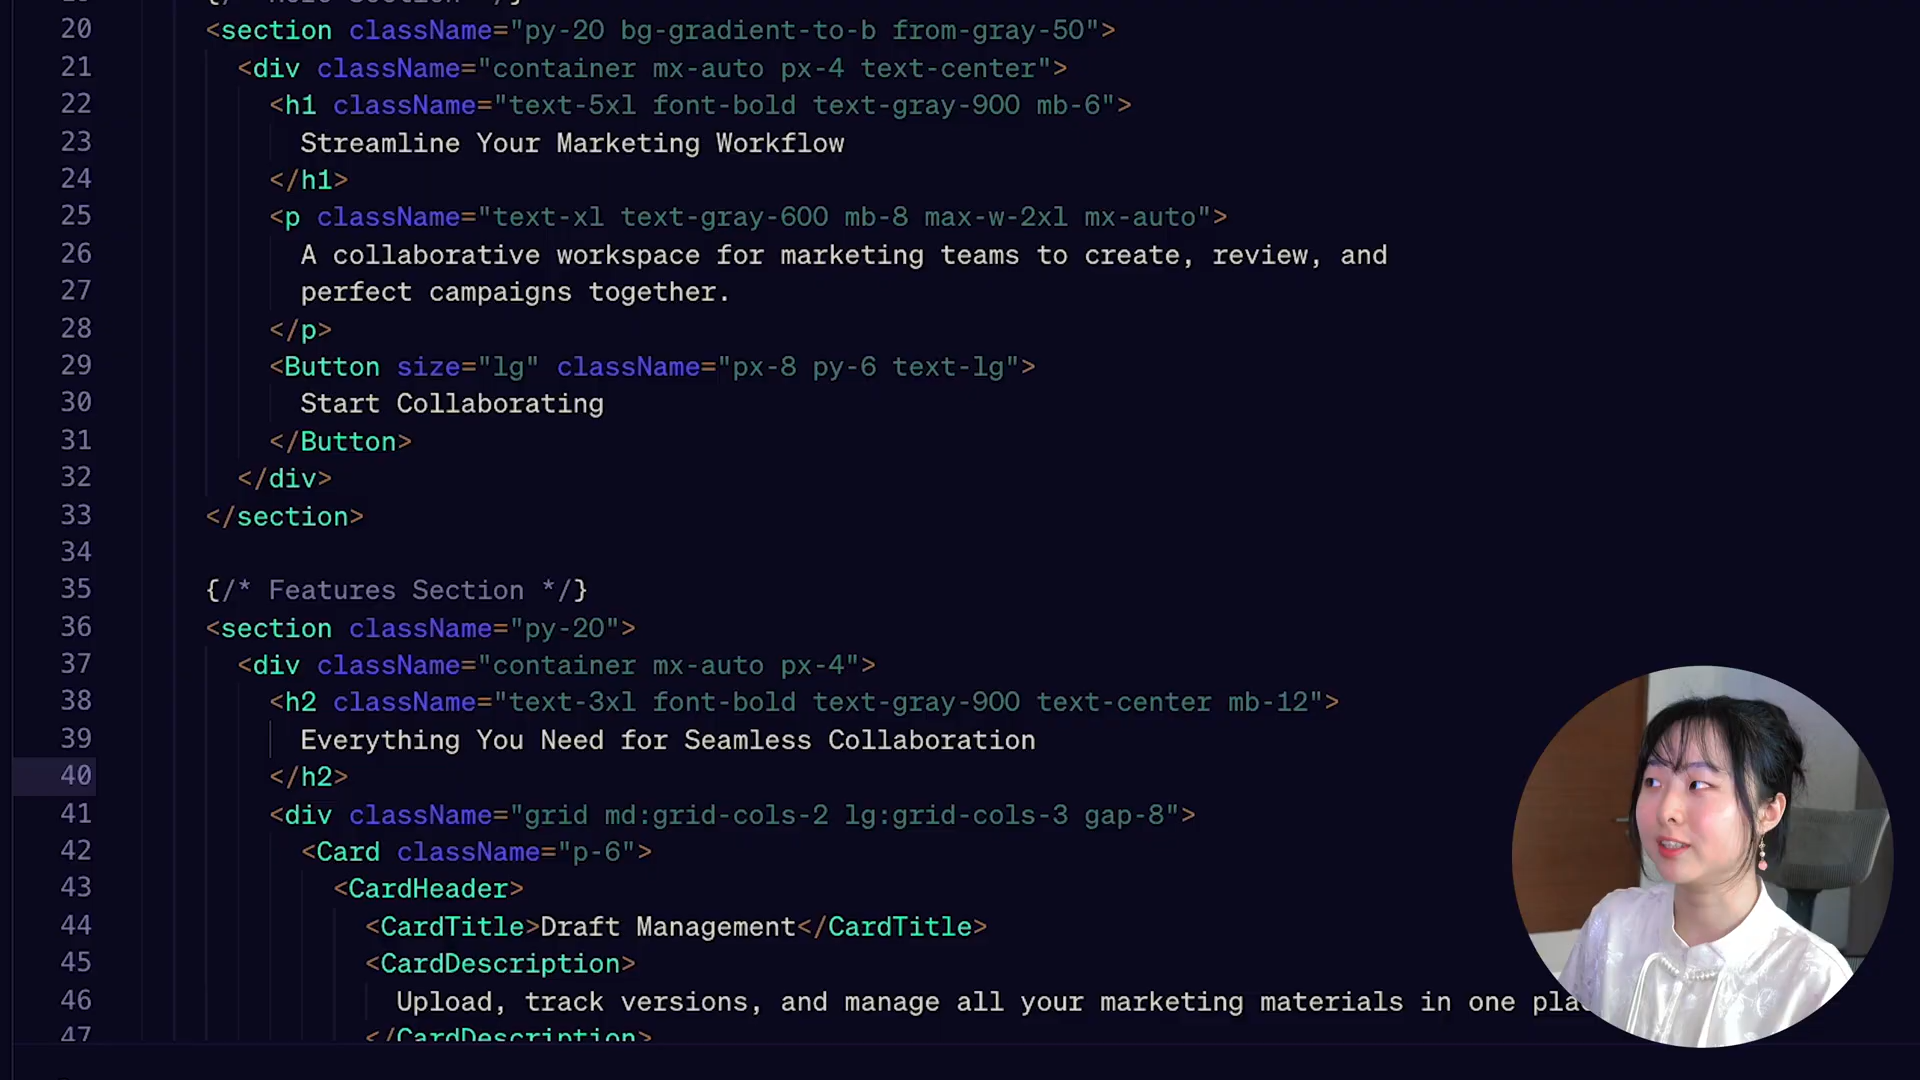 20 <section className="py-20 bg-gradient-to-b from-gray-50">
21 <div className="container mx-auto px-4 text-center">
22 <h1 className="text-5xl font-bold text-gray-900 mb-6">
23 Streamline Your Marketing Workflow
24 </h1>
25 <p className="text-xl text-gray-600 mb-8 max-w-2xl mx-auto">
26 A collaborative workspace for marketing teams to create, review, and
27 perfect campaigns together.
28 </p>
29 <Button size="lg" className="px-8 py-6 text-lg">
30 Start Collaborating
31 </Button>
32 </div>
33 </section>
34
35 {/* Features Section */}
36 <section className="py-20">
37 <div className="container mx-auto px-4">
38 <h2 className="text-3xl font-bold text-gray-900 text-center mb-12">
39 Everything You Need for Seamless Collaboration
40 </h2>
41 <div className="grid md:grid-cols-2 lg:grid-cols-3 gap-8">
42 <Card className="p-6">
43 <CardHeader>
44 <CardTitle>Draft Management</CardTitle>
45 <CardDescription>
46 Upload, track versions, and manage all your marketing materials in one
47 </CardDescription>